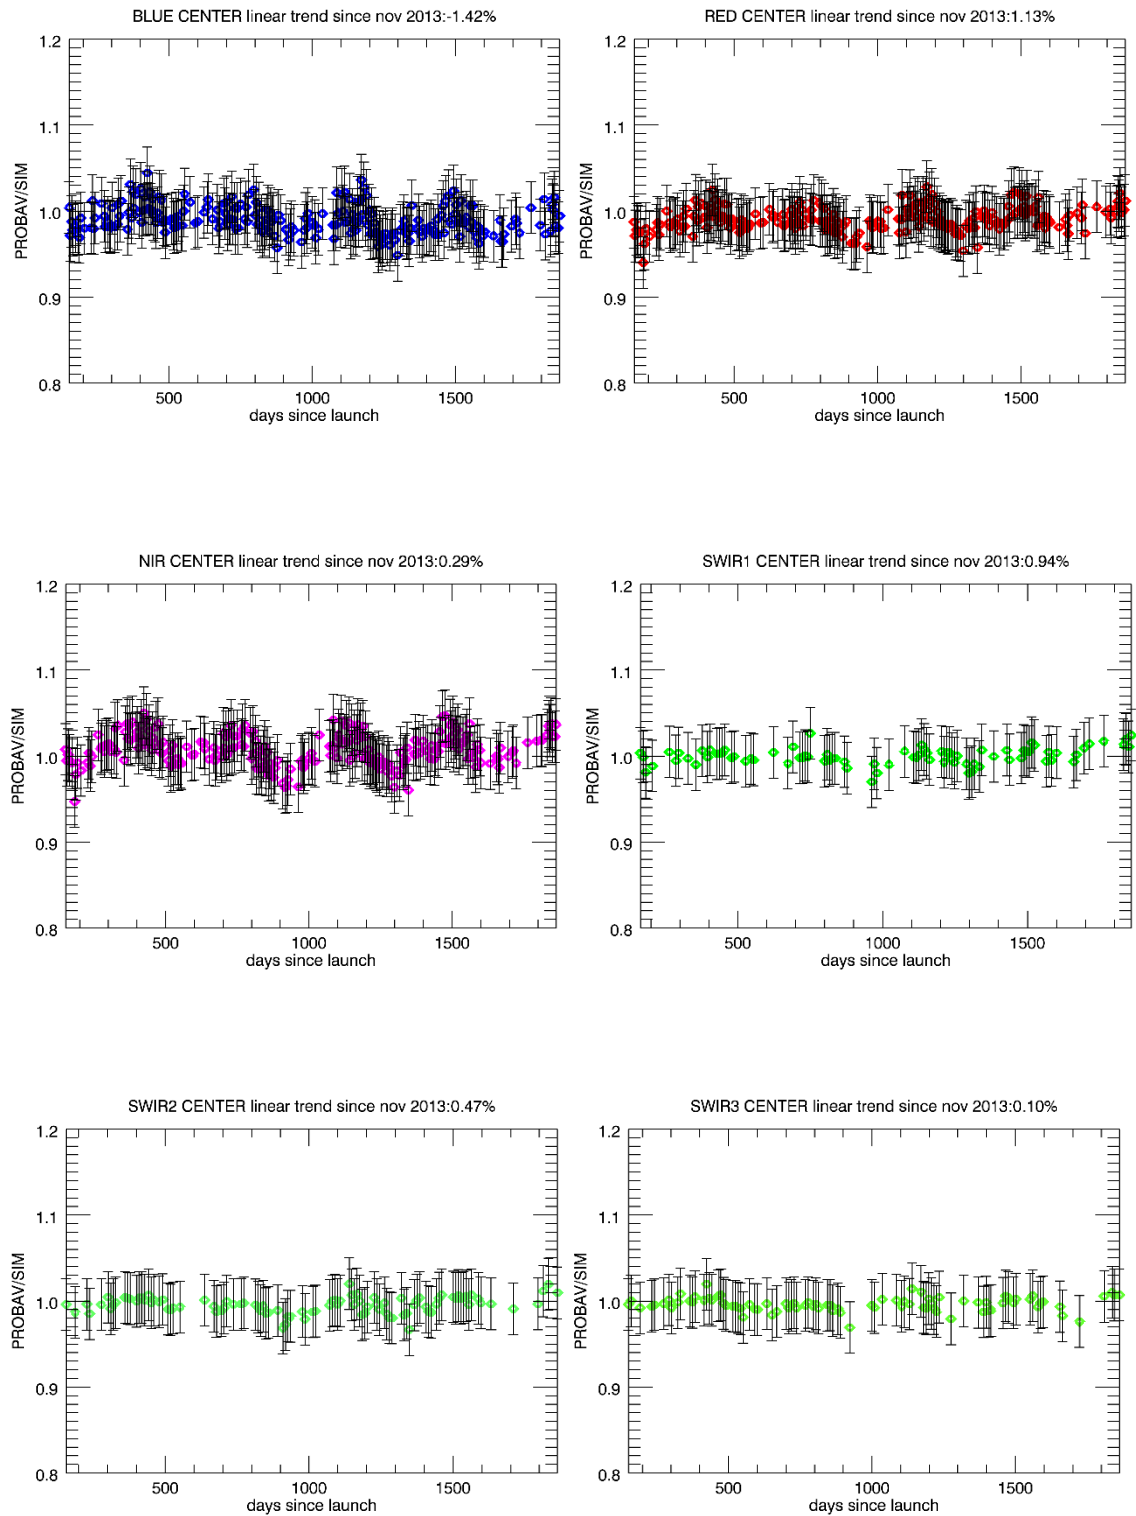 BLUE CENTER linear trend since nov 2013:-1.42%
1.2
1.1
1.0
0.9
0.8
PROBAV/SIM
500 1000 1500
days since launch
RED CENTER linear trend since nov 2013:1.13%
1.2
1.1
1.0
0.9
0.8
PROBAV/SIM
500 1000 1500
days since launch
NIR CENTER linear trend since nov 2013:0.29%
1.2
1.1
1.0
0.9
0.8
PROBAV/SIM
500 1000 1500
days since launch
SWIR1 CENTER linear trend since nov 2013:0.94%
1.2
1.1
1.0
0.9
0.8
PROBAV/SIM
500 1000 1500
days since launch
SWIR2 CENTER linear trend since nov 2013:0.47%
1.2
1.1
1.0
0.9
0.8
PROBAV/SIM
500 1000 1500
days since launch
SWIR3 CENTER linear trend since nov 2013:0.10%
1.2
1.1
1.0
0.9
0.8
PROBAV/SIM
500 1000 1500
days since launch